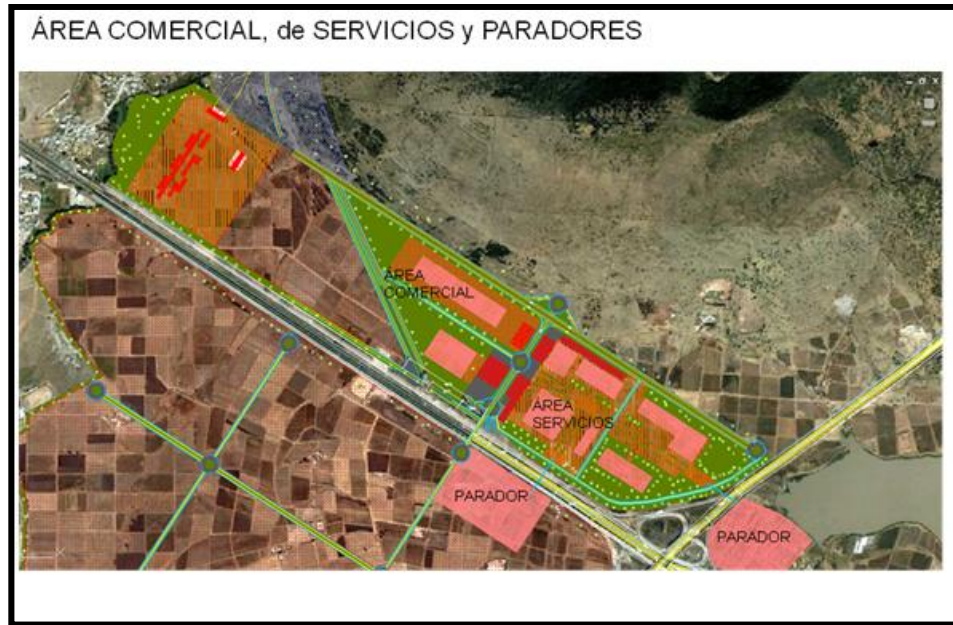 ÁREA COMERCIAL, de SERVICIOS y PARADORES
ÁREA
COMERCIAL
ÁREA
SERVICIOS
PARADOR
PARADOR